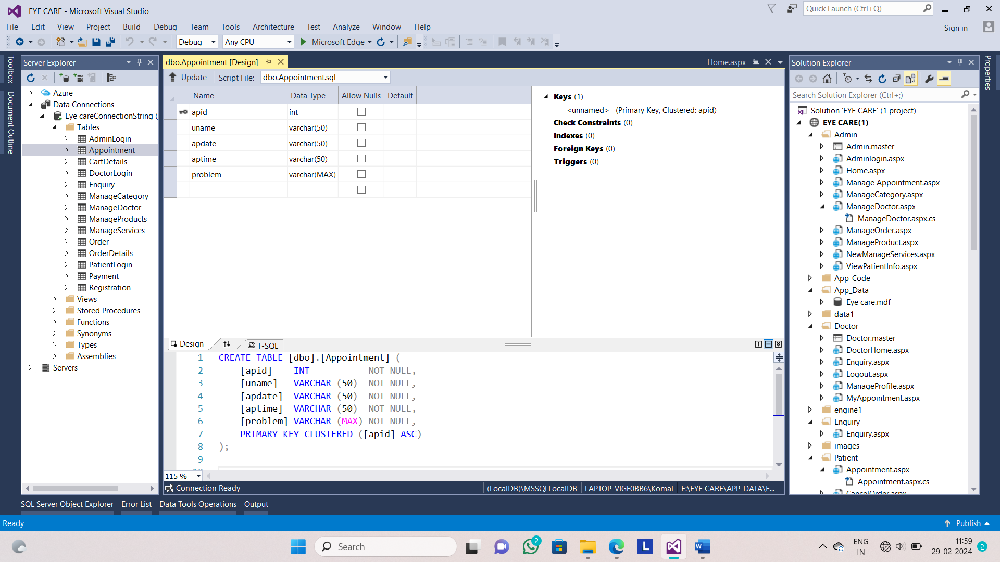 EYE CARE - Microsoft Visual Studio
Quick Launch (Ctrl+Q)
File Edit View Project Build Debug Team Tools Architecture Test Analyze Window Help
Sign in
Debug Any CPU Microsoft Edge
Toolbox
Document Outline
Server Explorer
Azure
Data Connections
Eye careConnectionString (
Tables
AdminLogin
Appointment
CartDetails
DoctorLogin
Enquiry
ManageCategory
ManageDoctor
ManageProducts
ManageServices
Order
OrderDetails
PatientLogin
Payment
Registration
Views
Stored Procedures
Functions
Synonyms
Types
Assemblies
Servers
dbo.Appointment [Design]
Home.aspx
Update Script File: dbo.Appointment.sql
Name Data Type Allow Nulls Default
apid int
uname varchar(50)
apdate varchar(50)
aptime varchar(50)
problem varchar(MAX)
Keys (1)
<unnamed> (Primary Key, Clustered: apid)
Check Constraints (0)
Indexes (0)
Foreign Keys (0)
Triggers (0)
Design T-SQL
1 CREATE TABLE [dbo].[Appointment] (
2 [apid] INT NOT NULL,
3 [uname] VARCHAR (50) NOT NULL,
4 [apdate] VARCHAR (50) NOT NULL,
5 [aptime] VARCHAR (50) NOT NULL,
6 [problem] VARCHAR (MAX) NOT NULL,
7 PRIMARY KEY CLUSTERED ([apid] ASC)
8 );
9
10
115 %
Connection Ready
(LocalDB)\MSSQLLocalDB LAPTOP-VIGF0BB6\Komal E:\EYE CARE\APP_DATA\E...
Solution Explorer
Properties
Search Solution Explorer (Ctrl+;)
Solution 'EYE CARE' (1 project)
EYE CARE(1)
Admin
Admin.master
Adminlogin.aspx
Home.aspx
Manage Appointment.aspx
ManageCategory.aspx
ManageDoctor.aspx
ManageDoctor.aspx.cs
ManageOrder.aspx
ManageProduct.aspx
NewManageServices.aspx
ViewPatientInfo.aspx
App_Code
App_Data
Eye care.mdf
data1
Doctor
Doctor.master
DoctorHome.aspx
Enquiry.aspx
Logout.aspx
ManageProfile.aspx
MyAppointment.aspx
engine1
Enquiry
Enquiry.aspx
images
Patient
Appointment.aspx
Appointment.aspx.cs
CancelOrder.aspx
SQL Server Object Explorer Error List Data Tools Operations Output
Ready
Publish
Search
2
L
W
ENG
IN
11:59
29-02-2024
2